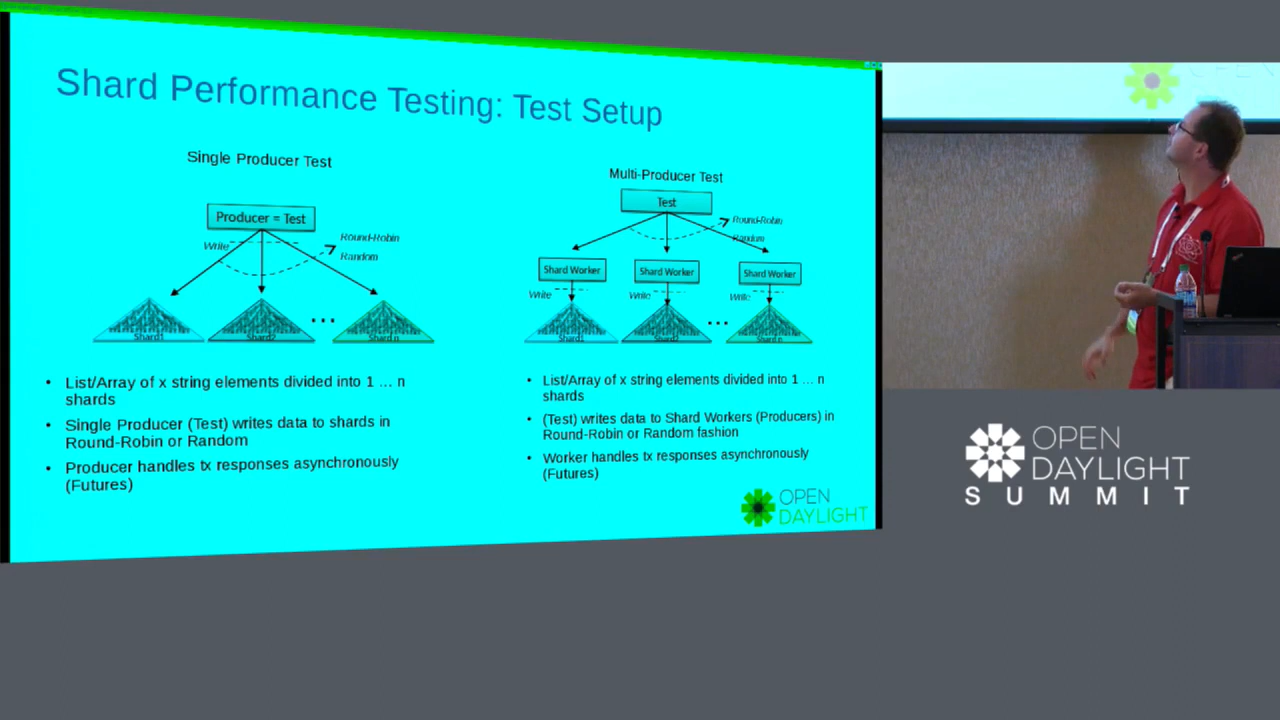 Shard Performance Testing: Test Setup
Single Producer Test
Producer = Test
Write
Round-Robin
Random
Shard1
Shard2
...
Shard n
• List/Array of x string elements divided into 1 ... n
shards
• Single Producer (Test) writes data to shards in
Round-Robin or Random
• Producer handles tx responses asynchronously
(Futures)
Multi-Producer Test
Test
Round-Robin
Random
Shard Worker
Shard Worker
Shard Worker
Write
Write
Write
Shard1
Shard2
...
Shard n
• List/Array of x string elements divided into 1 ... n
shards
• (Test) writes data to Shard Workers (Producers) in
Round-Robin or Random fashion
• Worker handles tx responses asynchronously
(Futures)
OPEN
DAYLIGHT
OPEN
OPEN
DAYLIGHT
SUMMIT